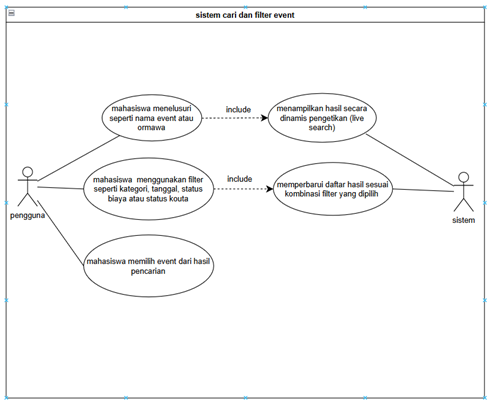 sistem cari dan filter event
mahasiswa menelusuri
seperti nama event atau
ormawa
include
menampilkan hasil secara
dinamis pengetikan (live
search)
mahasiswa menggunakan filter
seperti kategori, tanggal, status
biaya atau status kouta
include
memperbarui daftar hasil sesuai
kombinasi filter yang dipilih
pengguna
sistem
mahasiswa memilih event dari hasil
pencarian